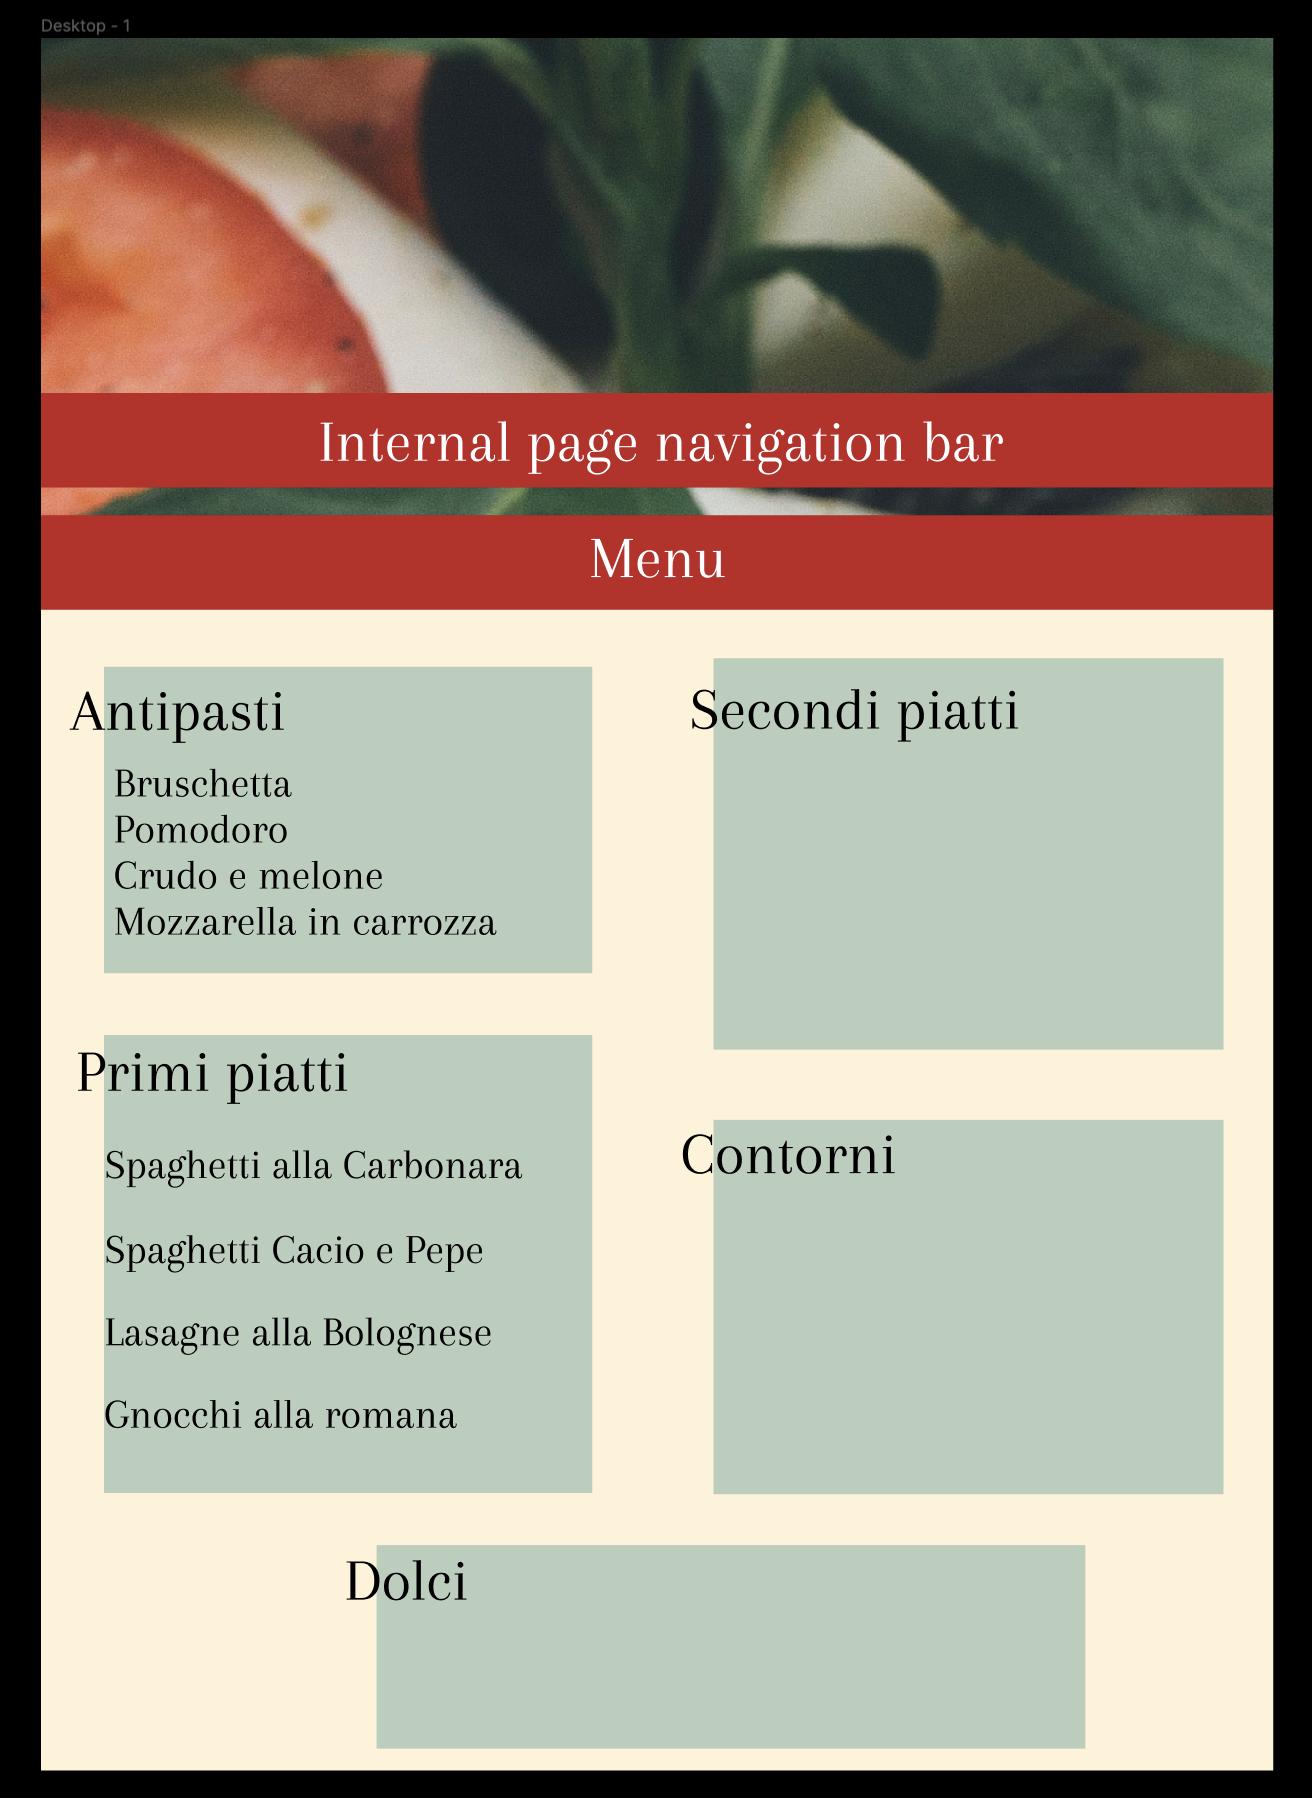 Desktop - 1
Internal page navigation bar
Menu
Antipasti
Bruschetta
Pomodoro
Crudo e melone
Mozzarella in carrozza
Primi piatti
Spaghetti alla Carbonara
Spaghetti Cacio e Pepe
Lasagne alla Bolognese
Gnocchi alla romana
Secondi piatti
Contorni
Dolci